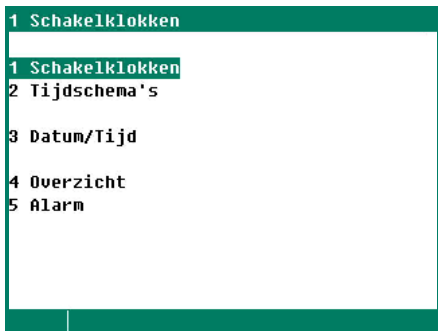 1 Schakelklokken
1 Schakelklokken
2 Tijdschema's
3 Datum/Tijd
4 Overzicht
5 Alarm